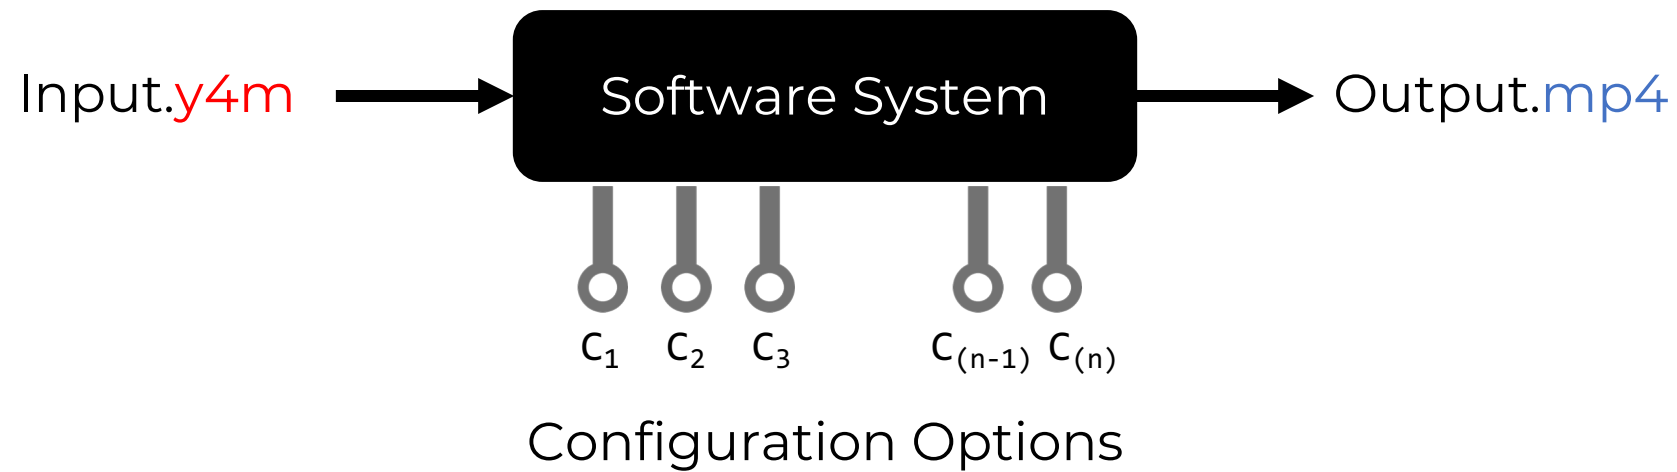 Input.y4m Software System Output.mp4
C1 C2 C3 C(n-1) C(n)
Configuration Options